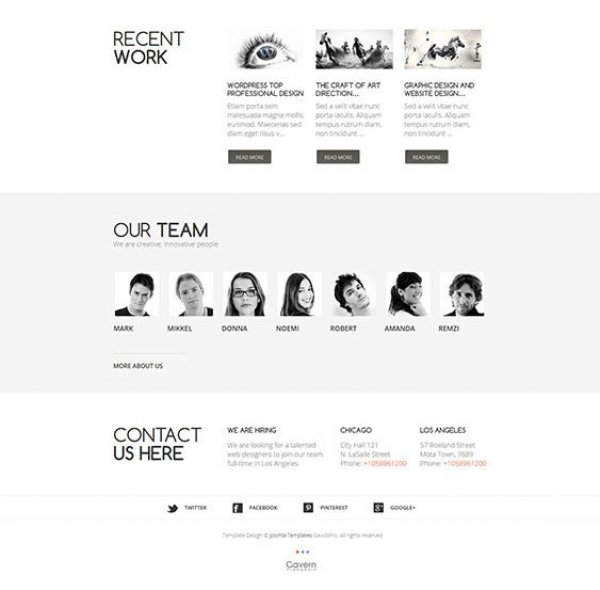 RECENT
WORK
WORDPRESS TOP
PROFESSIONAL DESIGN
Etiam porta sem
malesuada magna mollis
euismod. Maecenas sed
diam eget risus v...
READ MORE
THE CRAFT OF ART
DIRECTION...
Sed a velit vitae nunc
porta iaculis. Aliquam
tempus rutrum diam,
non tincidunt ...
READ MORE
GRAPHIC DESIGN AND
WEBSITE DESIGN...
Sed a velit vitae nunc
porta iaculis. Aliquam
tempus rutrum diam,
non tincidunt ...
READ MORE
OUR TEAM
We are creative, innovative people
MARK
MIKKEL
DONNA
NOEMI
ROBERT
AMANDA
REMZI
MORE ABOUT US
CONTACT
US HERE
WE ARE HIRING
We are looking for a talented
web designers to join our team
full-time in Los Angeles.
CHICAGO
City Hall 121
N. LaSalle Street
Phone: +1058961200
LOS ANGELES
57 Roeland Street
Mota Town, 7689
Phone: +1058961200
TWITTER
FACEBOOK
PINTEREST
GOOGLE+
Template Design © Joomla Templates GavickPro. All rights reserved.
Gavern